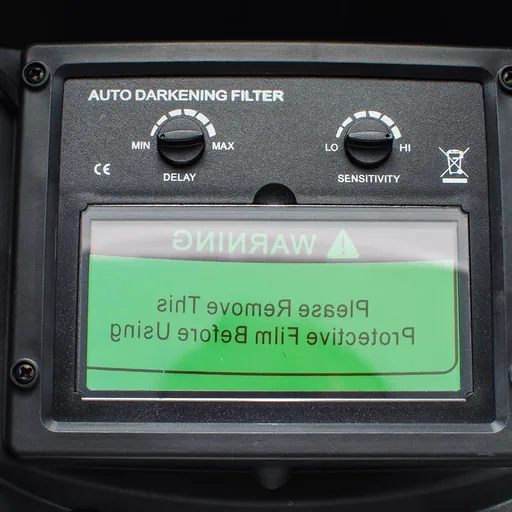 AUTO DARKENING FILTER
MIN MAX
DELAY
LO HI
SENSITIVITY
CE
WARNING
Please Remove This
Protective Film Before Using